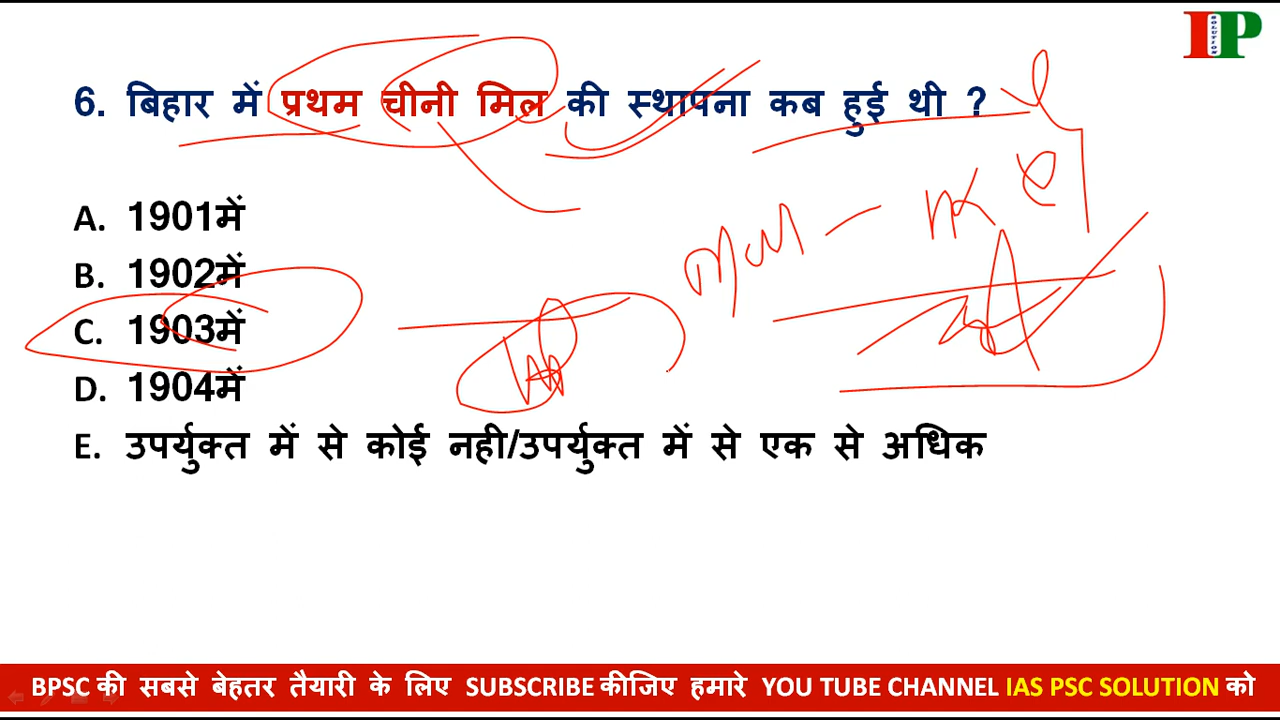 IP
SOLUTION
6. बिहार में प्रथम चीनी मिल की स्थापना कब हुई थी ?
A. 1901में
B. 1902में
C. 1903में
D. 1904में
E. उपर्युक्त में से कोई नही/उपर्युक्त में से एक से अधिक
BPSC की सबसे बेहतर तैयारी के लिए SUBSCRIBE कीजिए हमारे YOU TUBE CHANNEL IAS PSC SOLUTION को